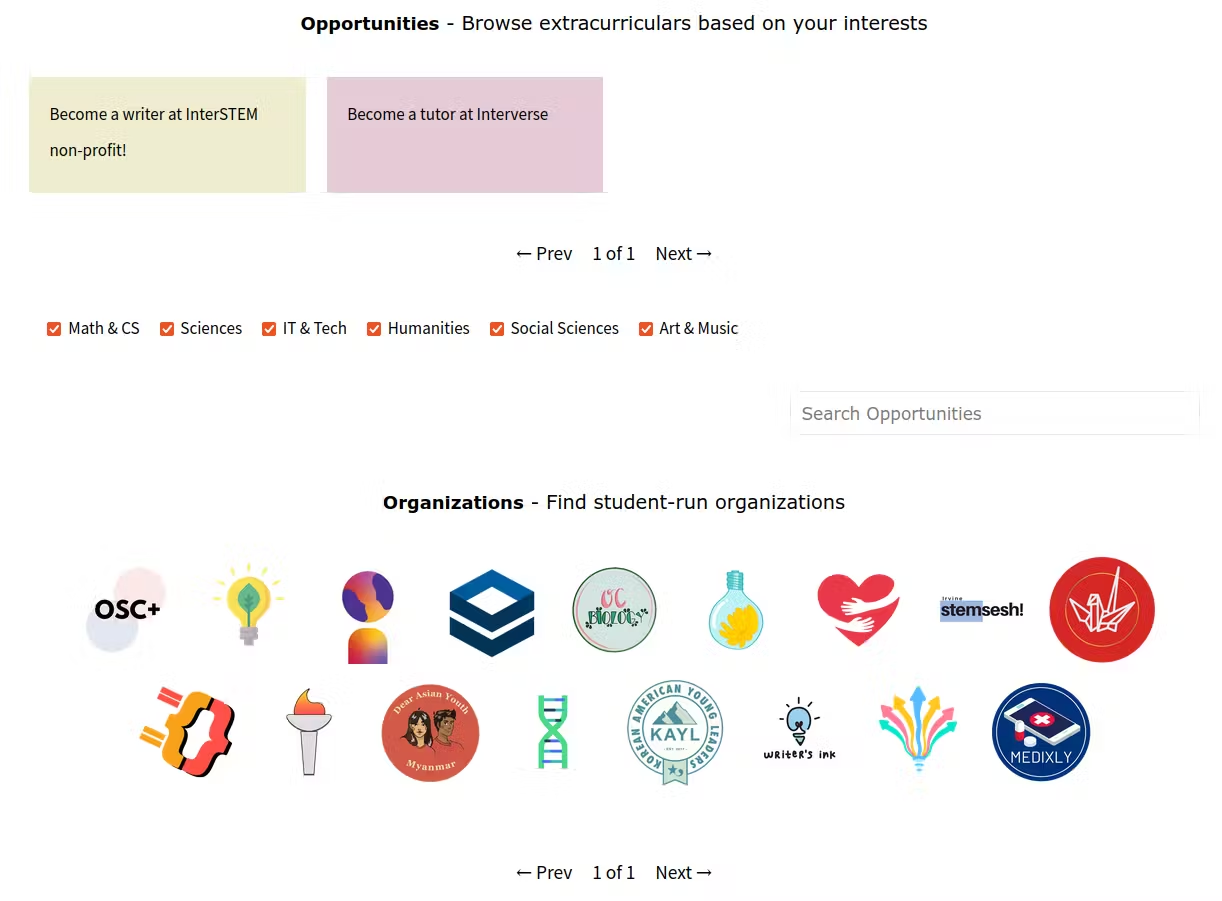 Opportunities - Browse extracurriculars based on your interests
Become a writer at InterSTEM
non-profit!
Become a tutor at Interverse
← Prev 1 of 1 Next →
Math & CS Sciences IT & Tech Humanities Social Sciences Art & Music
Search Opportunities
Organizations - Find student-run organizations
OSC+
OC
BIOLOGY
Irvine
stemsesh!
Dear Asian Youth
Myanmar
KOREAN AMERICAN YOUNG LEADERS
KAYL
EST. 2021
writer's ink
MEDIXLY
← Prev 1 of 1 Next →